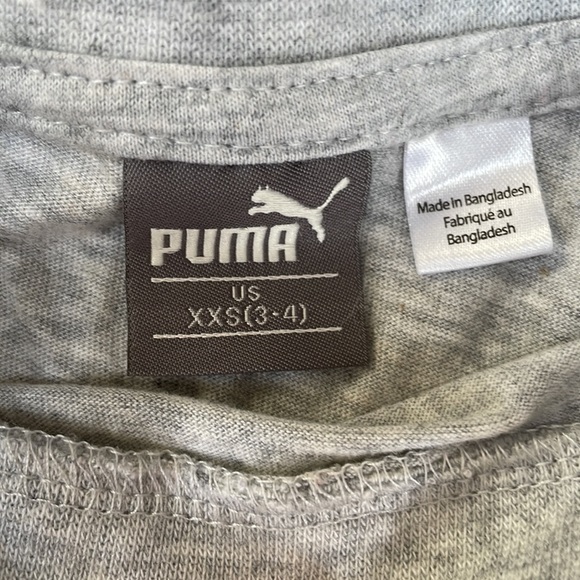 PUMA
US
XXS(3-4)
Made in Bangladesh
Fabriqué au
Bangladesh